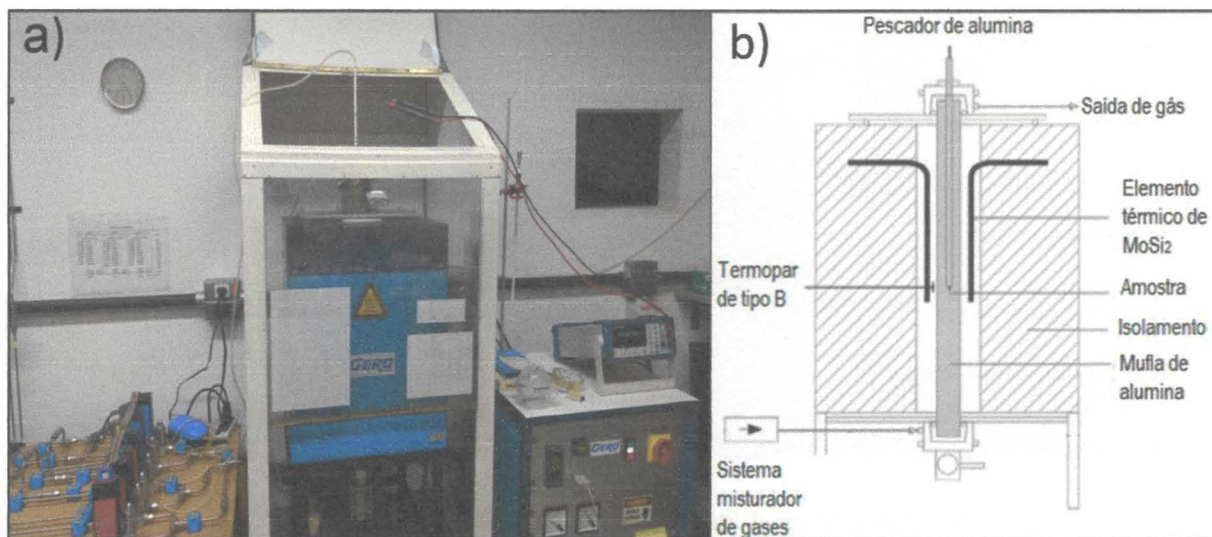 a)
GERO
GERO
b)
Pescador de alumina
Saída de gás
Elemento
térmico de
MoSi2
Termopar
de tipo B
Amostra
Isolamento
Mufla de
alumina
Sistema
misturador
de gases